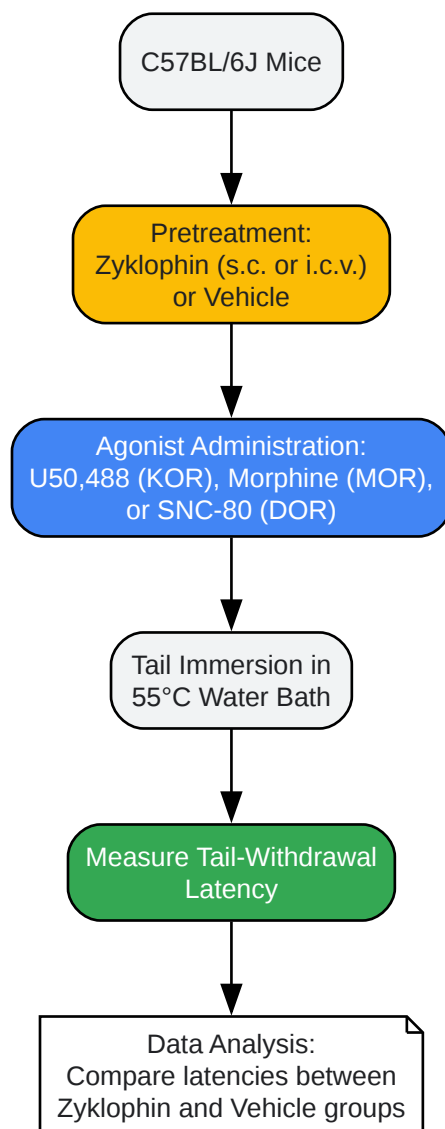 C57BL/6J Mice
Pretreatment:
Zyklophin (s.c. or i.c.v.)
or Vehicle
Agonist Administration:
U50,488 (KOR), Morphine (MOR),
or SNC-80 (DOR)
Tail Immersion in
55°C Water Bath
Measure Tail-Withdrawal
Latency
Data Analysis:
Compare latencies between
Zyklophin and Vehicle groups